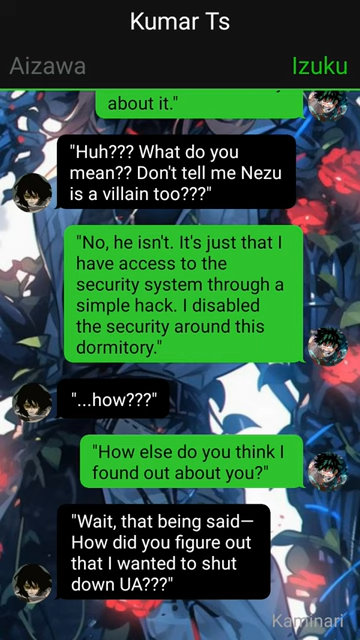 Kumar Ts
Aizawa
Izuku
about it."
"Huh??? What do you
mean?? Don't tell me Nezu
is a villain too???"
"No, he isn't. It's just that I
have access to the
security system through a
simple hack. I disabled
the security around this
dormitory."
"...how???"
"How else do you think I
found out about you?"
"Wait, that being said—
How did you figure out
that I wanted to shut
down UA???"
Kaminari